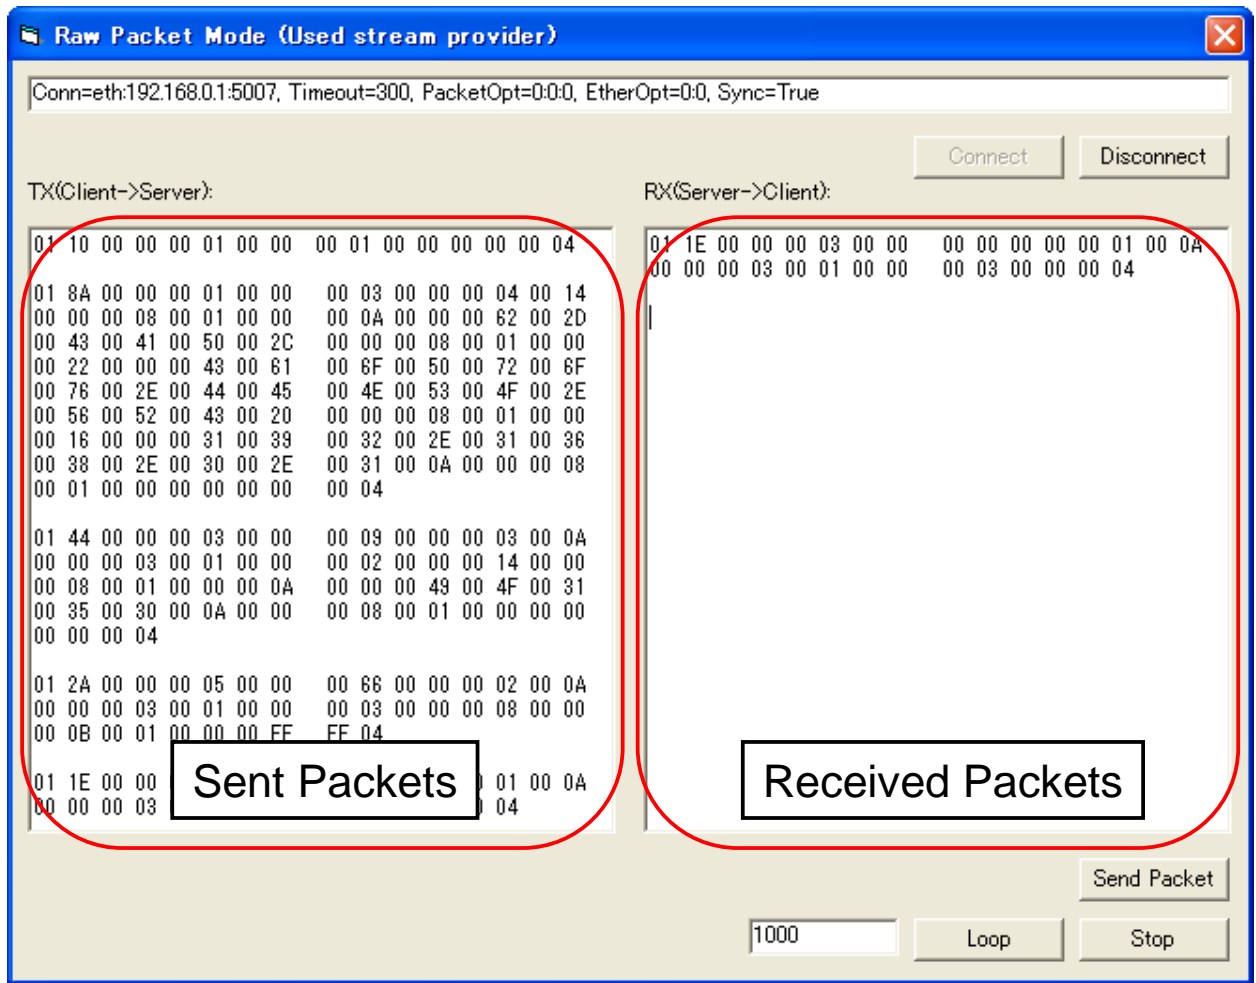 Raw Packet Mode (Used stream provider)
Conn=eth:192.168.0.1:5007, Timeout=300, PacketOpt=0:0:0, EtherOpt=0:0, Sync=True
Connect
Disconnect
TX(Client->Server):
01 10 00 00 00 01 00 00 00 01 00 00 00 00 00 04
01 8A 00 00 00 01 00 00 00 03 00 00 00 04 00 14
00 00 00 08 00 01 00 00 00 0A 00 00 00 62 00 2D
00 43 00 41 00 50 00 2C 00 00 00 08 00 01 00 00
00 22 00 00 00 43 00 61 00 6F 00 50 00 72 00 6F
00 76 00 2E 00 44 00 45 00 4E 00 53 00 4F 00 2E
00 56 00 52 00 43 00 20 00 00 00 08 00 01 00 00
00 16 00 00 00 31 00 39 00 32 00 2E 00 31 00 36
00 38 00 2E 00 30 00 2E 00 31 00 0A 00 00 00 08
00 01 00 00 00 00 00 00 00 04
01 44 00 00 00 03 00 00 00 09 00 00 00 03 00 0A
00 00 00 03 00 01 00 00 00 02 00 00 00 14 00 00
00 08 00 01 00 00 00 0A 00 00 00 49 00 4F 00 31
00 35 00 30 00 0A 00 00 00 08 00 01 00 00 00 00
00 00 00 04
01 2A 00 00 00 05 00 00 00 66 00 00 00 02 00 0A
00 00 00 03 00 01 00 00 00 03 00 00 00 08 00 00
00 0B 00 01 00 00 00 FF FF 04
01 1E 00 00 01 00 0A
00 00 00 03 04
Sent Packets
RX(Server->Client):
01 1E 00 00 00 03 00 00 00 00 00 00 00 01 00 0A
00 00 00 03 00 01 00 00 00 03 00 00 00 04
Received Packets
Send Packet
1000
Loop
Stop